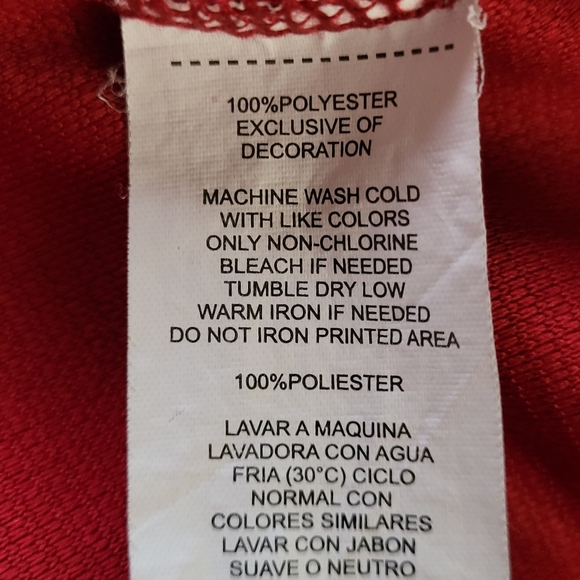 100%POLYESTER
EXCLUSIVE OF
DECORATION
MACHINE WASH COLD
WITH LIKE COLORS
ONLY NON-CHLORINE
BLEACH IF NEEDED
TUMBLE DRY LOW
WARM IRON IF NEEDED
DO NOT IRON PRINTED AREA
100%POLIESTER
LAVAR A MAQUINA
LAVADORA CON AGUA
FRIA (30°C) CICLO
NORMAL CON
COLORES SIMILARES
LAVAR CON JABON
SUAVE O NEUTRO